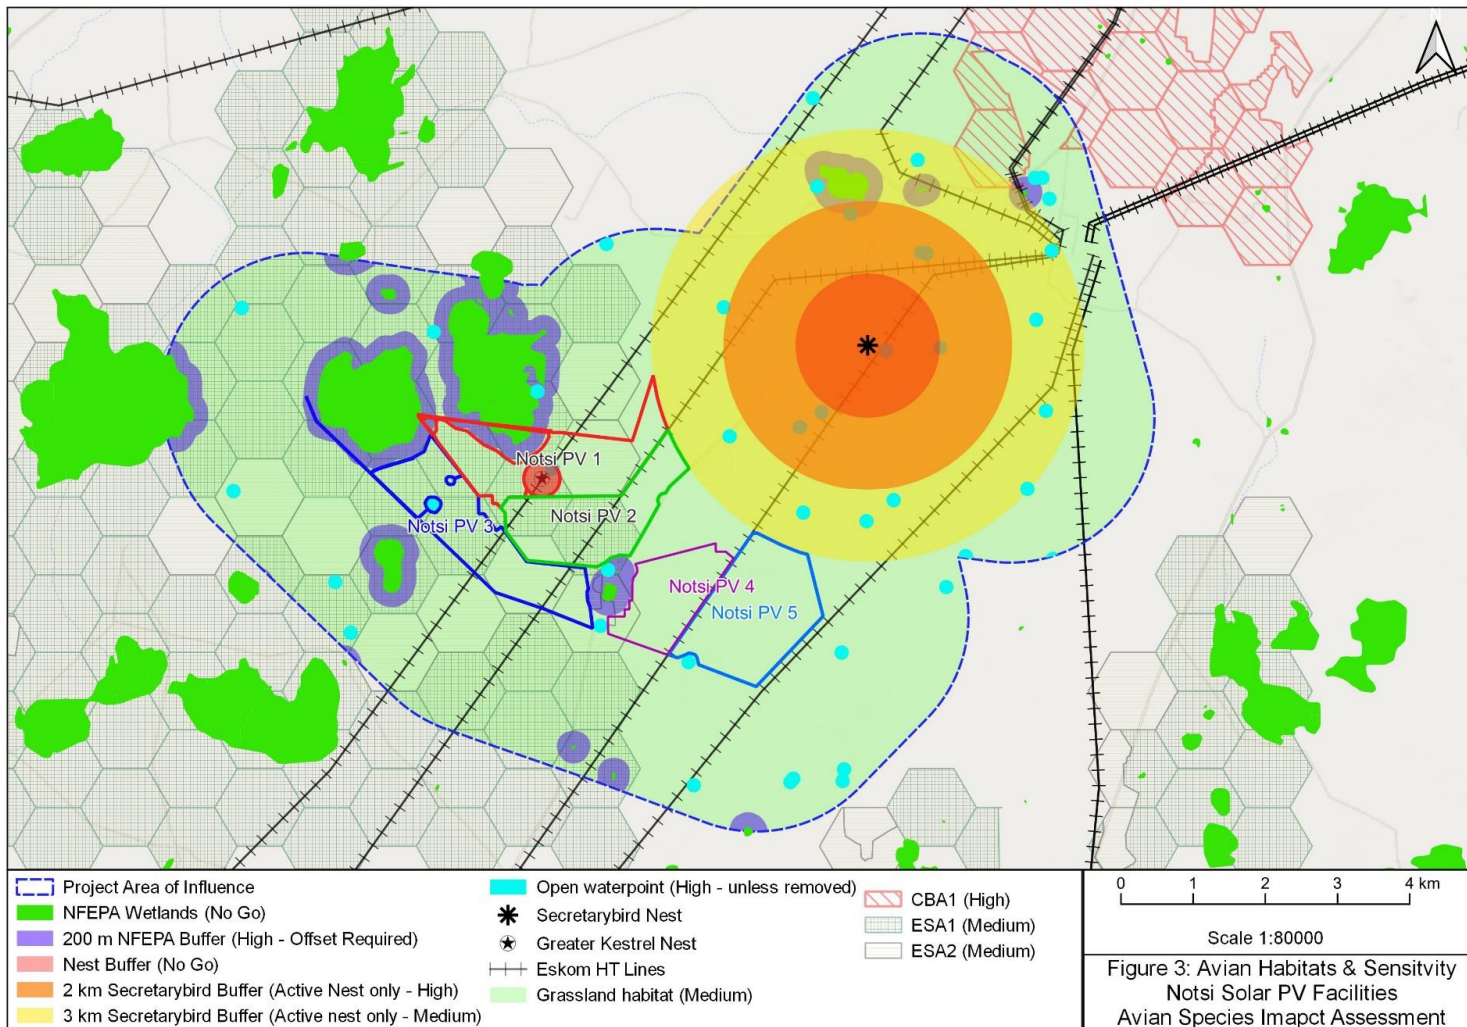 Notsi PV 1
Notsi PV 2
Notsi PV 3
Notsi PV 4
Notsi PV 5
Project Area of Influence
NFEPA Wetlands (No Go)
200 m NFEPA Buffer (High - Offset Required)
Nest Buffer (No Go)
2 km Secretarybird Buffer (Active Nest only - High)
3 km Secretarybird Buffer (Active nest only - Medium)
Open waterpoint (High - unless removed)
Secretarybird Nest
Greater Kestrel Nest
Eskom HT Lines
Grassland habitat (Medium)
CBA1 (High)
ESA1 (Medium)
ESA2 (Medium)
0 1 2 3 4 km
Scale 1:80000
Figure 3: Avian Habitats & Sensitvity
Notsi Solar PV Facilities
Avian Species Imapct Assessment